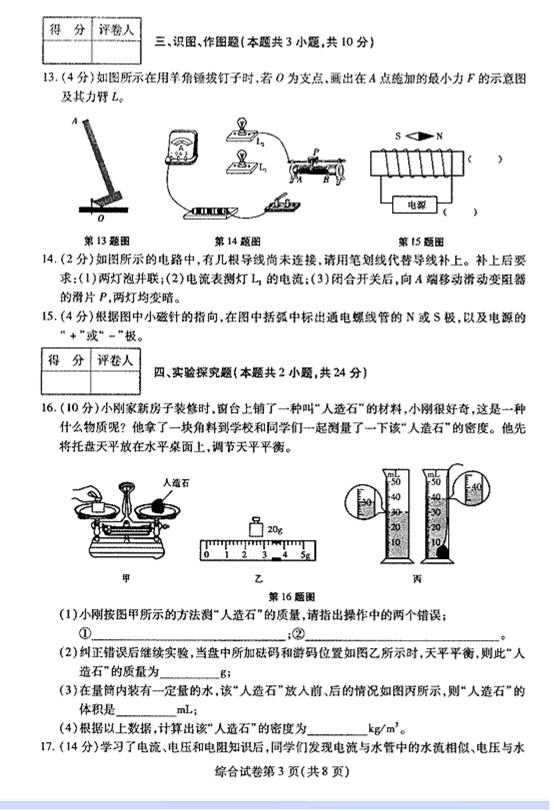 得 分 评卷人
三、识图、作图题(本题共 3 小题,共 10 分)
13.(4 分)如图所示在用羊角锤拔钉子时,若 O 为支点,画出在 A 点施加的最小力 F 的示意图
及其力臂 L。
A
O
A
L₂
L₁
P
A B
S N
( )
电源
( )
第 13 题图 第 14 题图 第 15 题图
14.(2 分)如图所示的电路中,有几根导线尚未连接,请用笔划线代替导线补上。补上后要
求:(1)两灯泡并联;(2)电流表测灯 L₁ 的电流;(3)闭合开关后,向 A 端移动滑动变阻器
的滑片 P,两灯均变暗。
15.(4 分)根据图中小磁针的指向,在图中括弧中标出通电螺线管的 N 或 S 极,以及电源的
“+”或“-”极。
得 分 评卷人
四、实验探究题(本题共 2 小题,共 24 分)
16.(10 分)小刚家新房子装修时,窗台上铺了一种叫“人造石”的材料,小刚很好奇,这是一种
什么物质呢?他拿了一块角料到学校和同学们一起测量了一下该“人造石”的密度。他先
将托盘天平放在水平桌面上,调节天平平衡。
人造石
20g
0 1 2 3 4 5g
mL
50
40
30
20
10
30
mL
50
40
30
20
10
40
甲 乙 丙
第 16 题图
(1)小刚按图甲所示的方法测“人造石”的质量,请指出操作中的两个错误;
①____________________;②____________________。
(2)纠正错误后继续实验,当盘中所加砝码和游码位置如图乙所示时,天平平衡,则此“人
造石”的质量为________g;
(3)在量筒内装有一定量的水,该“人造石”放入前、后的情况如图丙所示,则“人造石”的
体积是________mL;
(4)根据以上数据,计算出该“人造石”的密度为________kg/m³。
17.(14 分)学习了电流、电压和电阻知识后,同学们发现电流与水管中的水流相似、电压与水
综合试卷第 3 页(共 8 页)